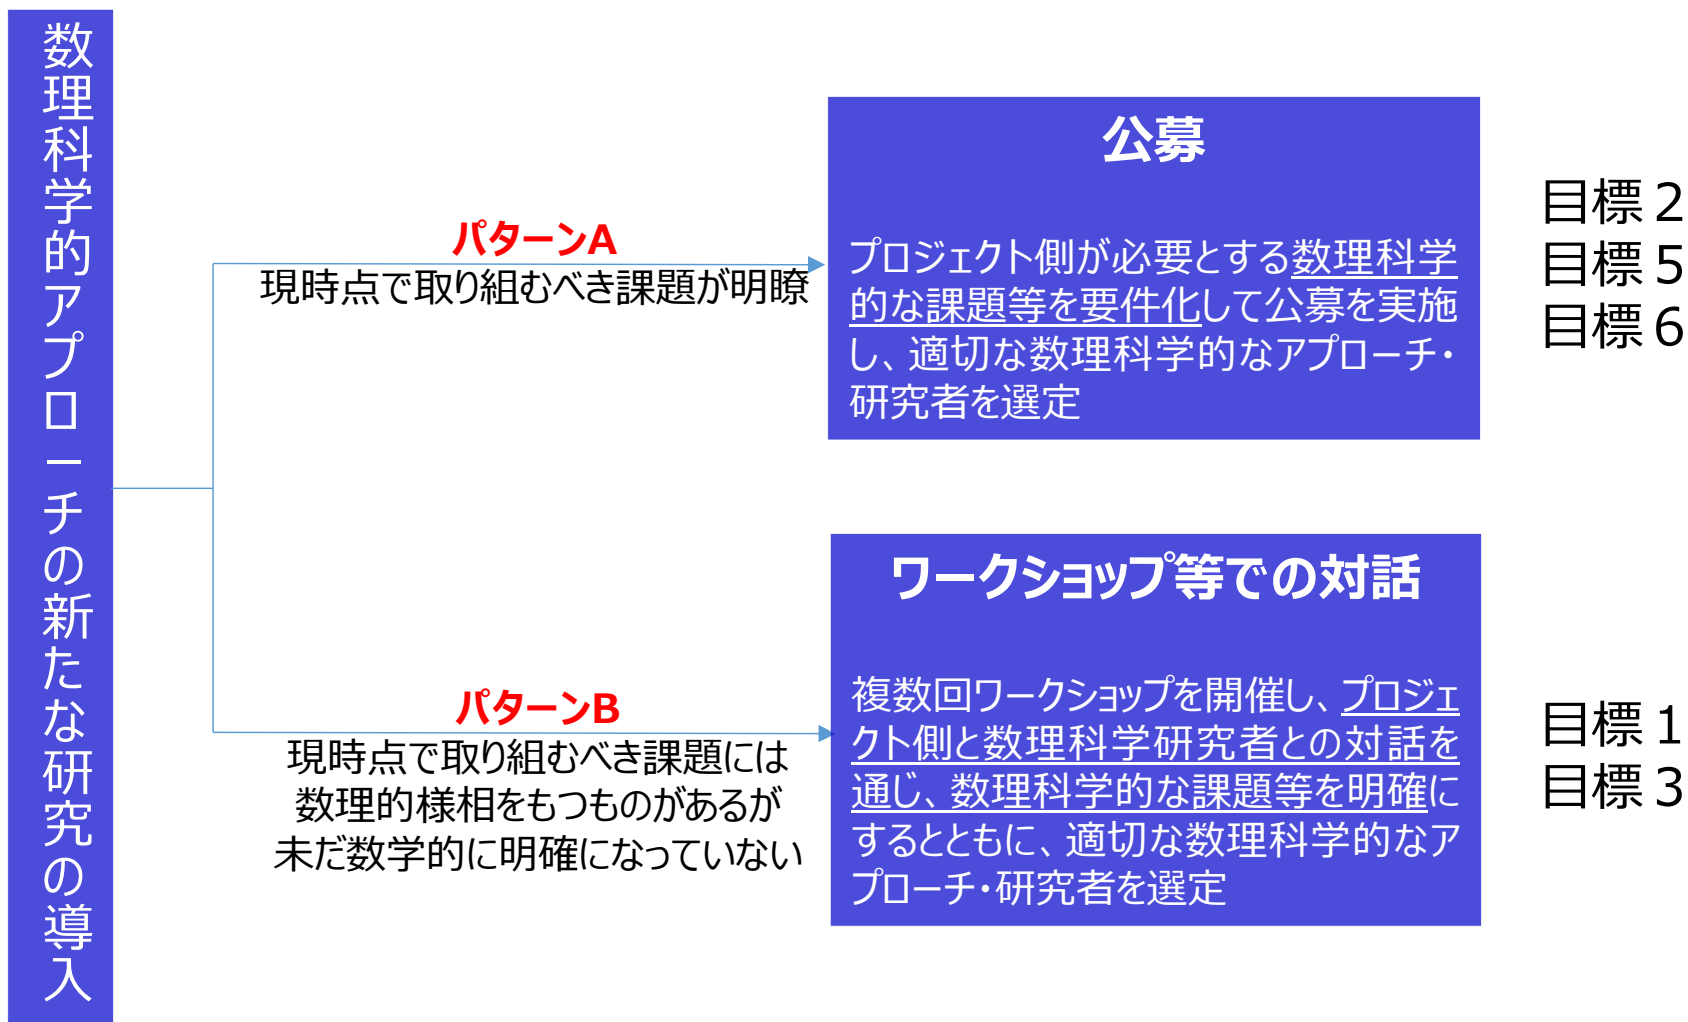 数理科学的アプローチの新たな研究の導入
パターンA
現時点で取り組むべき課題が明瞭
公募
プロジェクト側が必要とする数理科学
的な課題等を要件化して公募を実施
し、適切な数理科学的なアプローチ・
研究者を選定
目標２
目標５
目標６
パターンB
現時点で取り組むべき課題には
数理的様相をもつものがあるが
未だ数学的に明確になっていない
ワークショップ等での対話
複数回ワークショップを開催し、プロジェ
クト側と数理科学研究者との対話を
通じ、数理科学的な課題等を明確に
するとともに、適切な数理科学的なア
プローチ・研究者を選定
目標１
目標３